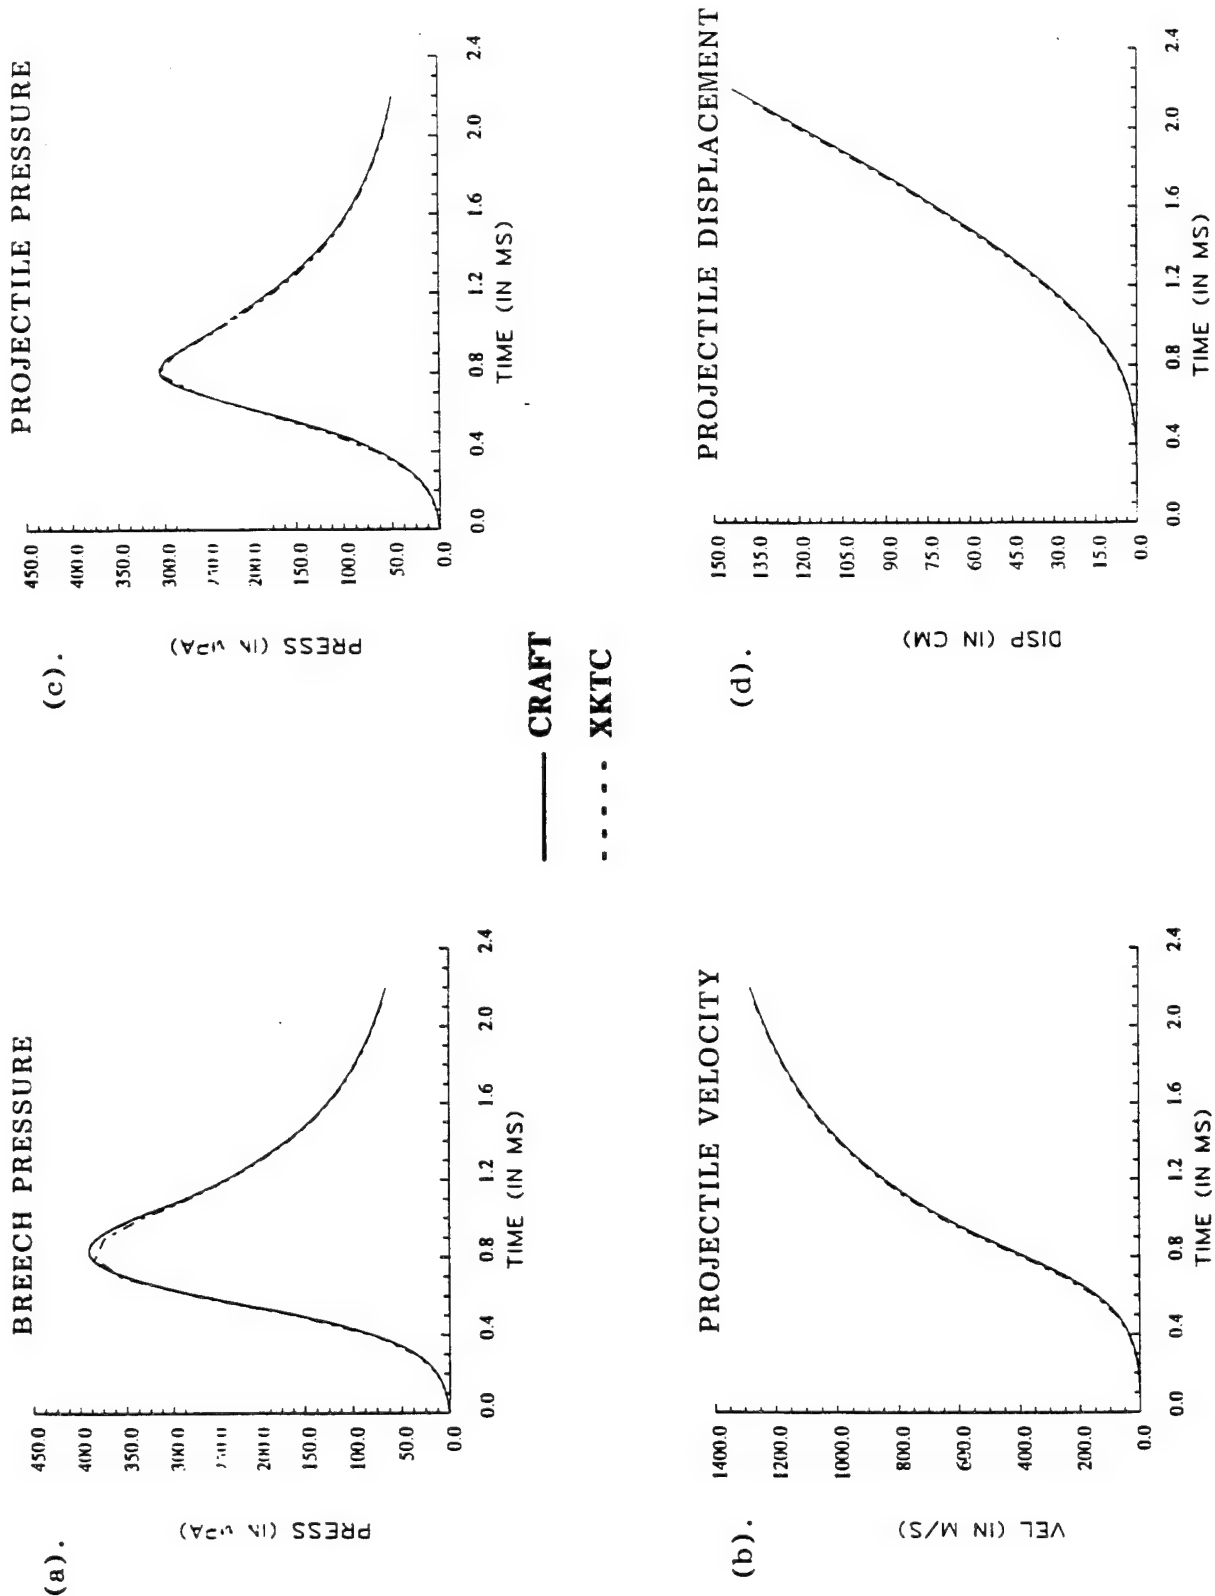 (a).
BREECH PRESSURE
450.0
400.0
350.0
300.0
200.0
150.0
100.0
50.0
0.0
PRESS (IN
0.0 0.4 0.8 1.2 1.6 2.0 2.4
TIME (IN MS)
(b).
PROJECTILE VELOCITY
1400.0
1200.0
1000.0
800.0
600.0
400.0
200.0
0.0
VEL (IN M/S)
0.0 0.4 0.8 1.2 1.6 2.0 2.4
TIME (IN MS)
CRAFT
XKTC
(c).
PROJECTILE PRESSURE
450.0
400.0
350.0
300.0
200.0
150.0
100.0
50.0
0.0
PRESS (IN
0.0 0.4 0.8 1.2 1.6 2.0 2.4
TIME (IN MS)
(d).
PROJECTILE DISPLACEMENT
150.0
135.0
120.0
105.0
90.0
75.0
60.0
45.0
30.0
15.0
0.0
DISP (IN CM)
0.0 0.4 0.8 1.2 1.6 2.0 2.4
TIME (IN MS)